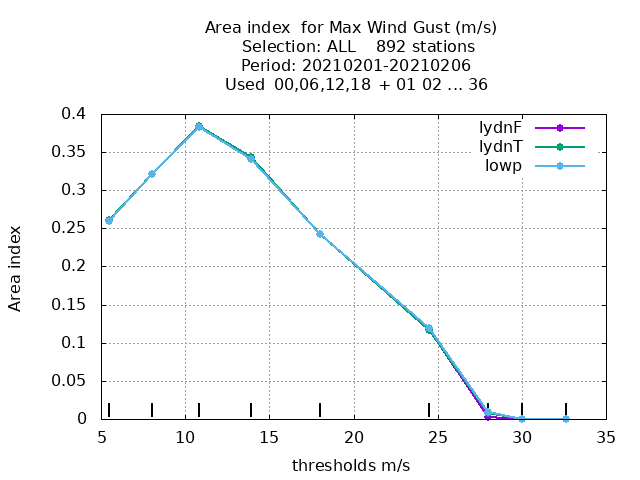 Area index  for Max Wind Gust (m/s)
Selection: ALL    892 stations
Period: 20210201-20210206
Used  00,06,12,18  + 01 02 ... 36
lydnF
lydnT
lowp
0.4
0.35
0.3
0.25
0.2
0.15
0.1
0.05
0
Area index
5 10 15 20 25 30 35
thresholds m/s